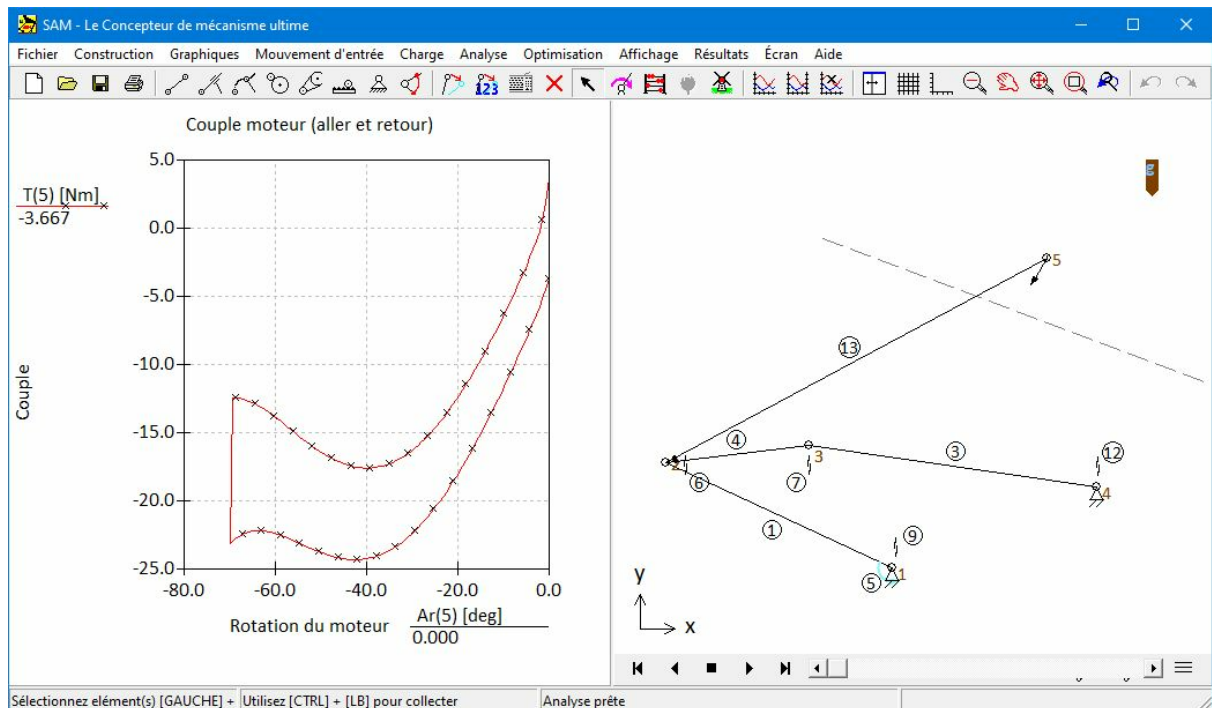 SAM - Le Concepteur de mécanisme ultime
Fichier Construction Graphiques Mouvement d'entrée Charge Analyse Optimisation Affichage Résultats Écran Aide
123
Couple moteur (aller et retour)
T(5) [Nm]
-3.667
5.0
0.0
-5.0
-10.0
-15.0
-20.0
-25.0
Couple
-80.0 -60.0 -40.0 -20.0 0.0
Rotation du moteur
Ar(5) [deg]
0.000
5
13
4
3
3
12
2
6
7
4
1
9
5
1
y
x
Sélectionnez elément(s) [GAUCHE] + Utilisez [CTRL] + [LB] pour collecter Analyse prête